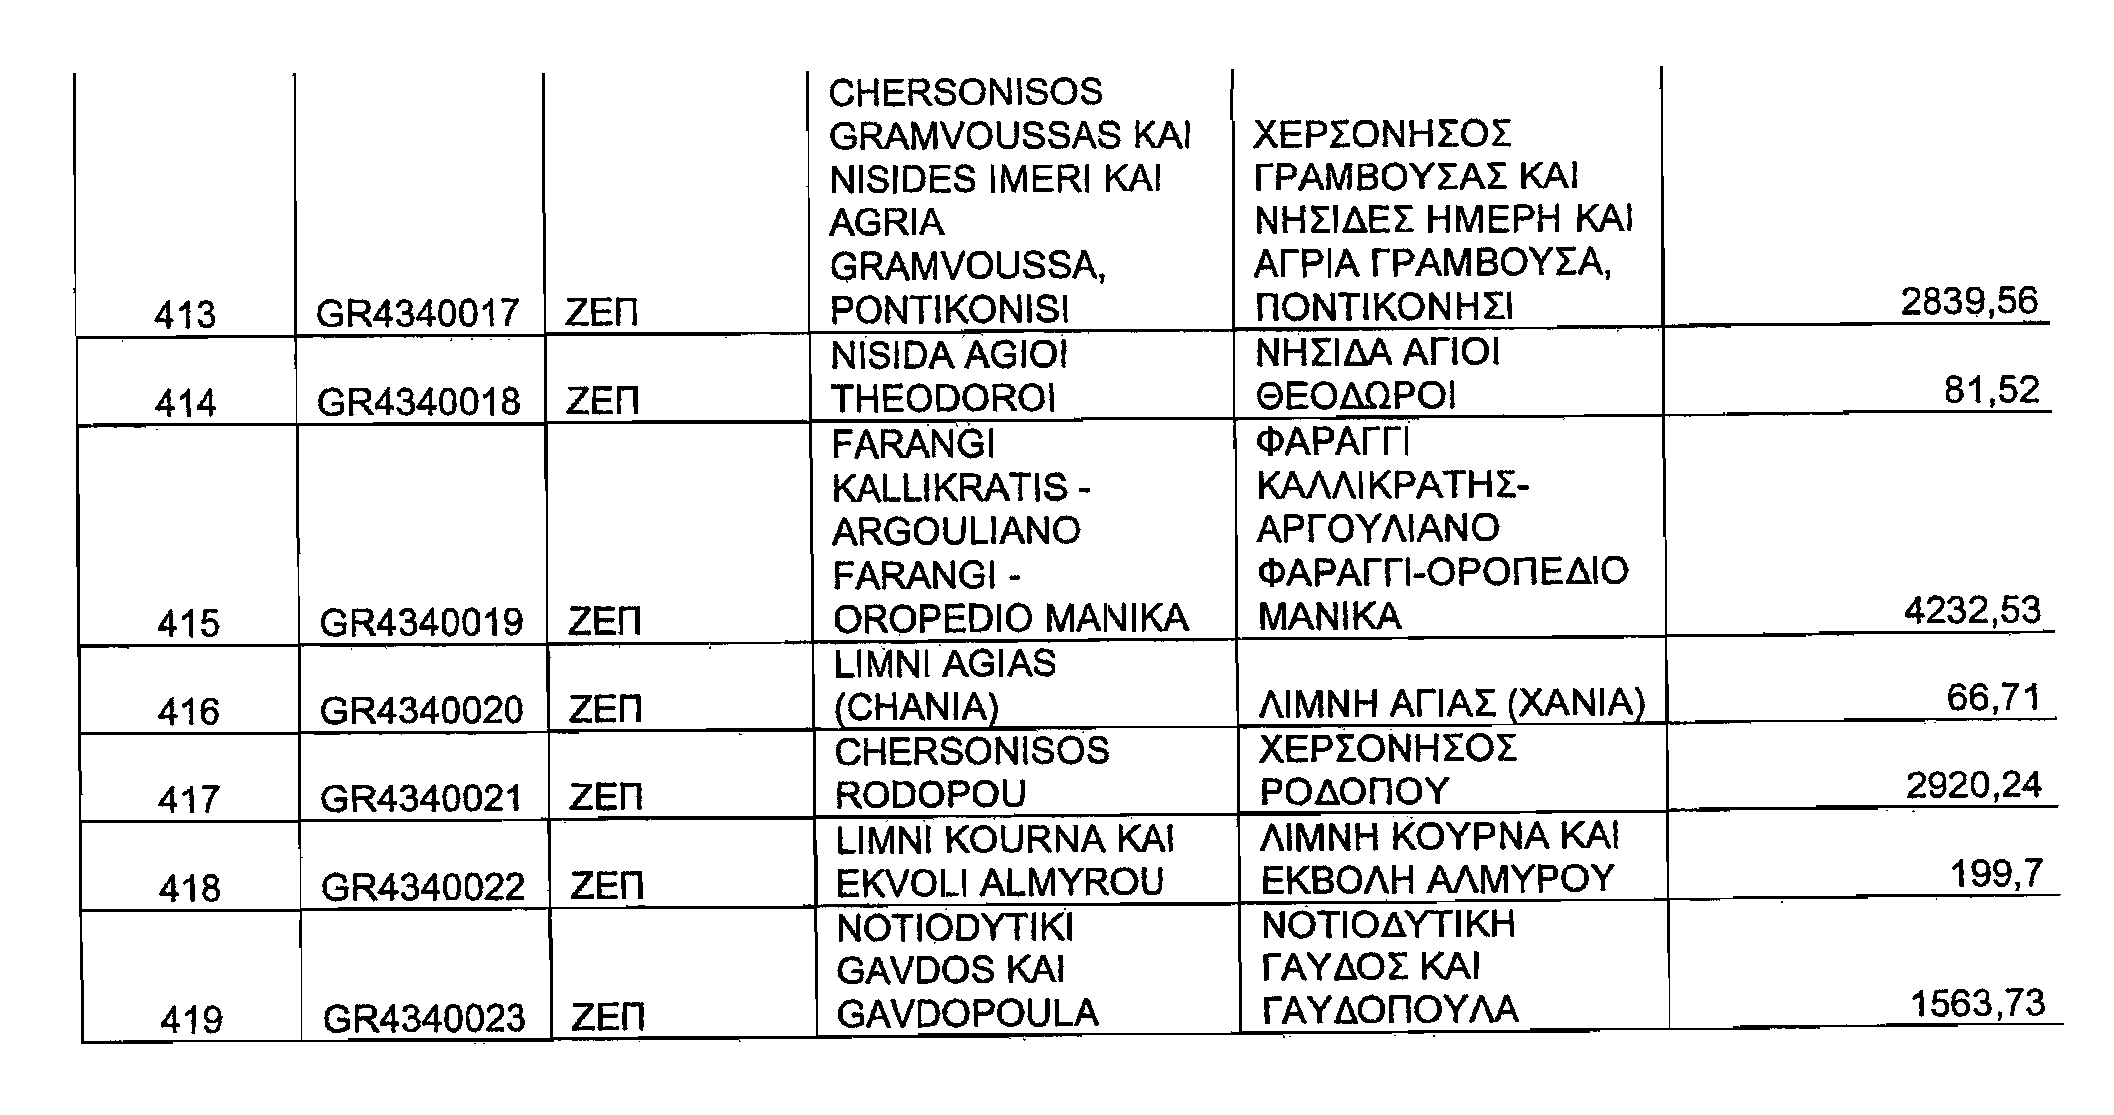 CHERSONISOS
GRAMVOUSSAS KAI
NISIDES IMERI KAI
AGRIA
GRAMVOUSSA,
PONTIKONISI
ΧΕΡΣΟΝΗΣΟΣ
ΓΡΑΜΒΟΥΣΑΣ ΚΑΙ
ΝΗΣΙΔΕΣ ΗΜΕΡΗ ΚΑΙ
ΑΓΡΙΑ ΓΡΑΜΒΟΥΣΑ,
ΠΟΝΤΙΚΟΝΗΣΙ
413 GR4340017 ΖΕΠ 2839,56
NISIDA AGIOI
THEODOROI
ΝΗΣΙΔΑ ΑΓΙΟΙ
ΘΕΟΔΩΡΟΙ
414 GR4340018 ΖΕΠ 81,52
FARANGI
KALLIKRATIS -
ARGOULIANO
FARANGI -
OROPEDIO MANIKA
ΦΑΡΑΓΓΙ
ΚΑΛΛΙΚΡΑΤΗΣ-
ΑΡΓΟΥΛΙΑΝΟ
ΦΑΡΑΓΓΙ-ΟΡΟΠΕΔΙΟ
ΜΑΝΙΚΑ
415 GR4340019 ΖΕΠ 4232,53
LIMNI AGIAS
(CHANIA)
ΛΙΜΝΗ ΑΓΙΑΣ (ΧΑΝΙΑ)
416 GR4340020 ΖΕΠ 66,71
CHERSONISOS
RODOPOU
ΧΕΡΣΟΝΗΣΟΣ
ΡΟΔΟΠΟΥ
417 GR4340021 ΖΕΠ 2920,24
LIMNI KOURNA KAI
EKVOLI ALMYROU
ΛΙΜΝΗ ΚΟΥΡΝΑ ΚΑΙ
ΕΚΒΟΛΗ ΑΛΜΥΡΟΥ
418 GR4340022 ΖΕΠ 199,7
NOTIODYTIKI
GAVDOS KAI
GAVDOPOULA
ΝΟΤΙΟΔΥΤΙΚΗ
ΓΑΥΔΟΣ ΚΑΙ
ΓΑΥΔΟΠΟΥΛΑ
419 GR4340023 ΖΕΠ 1563,73